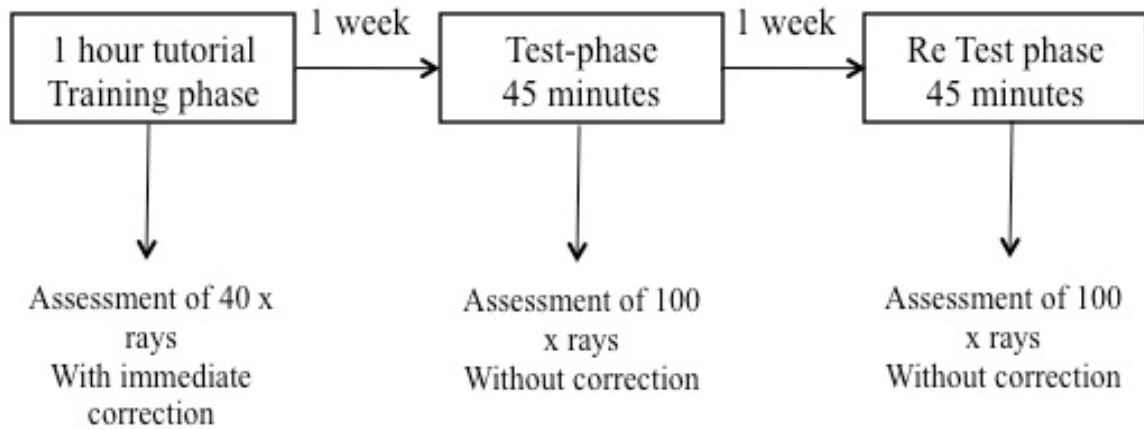 1 hour tutorial
Training phase
1 week
Test-phase
45 minutes
1 week
Re Test phase
45 minutes
Assessment of 40 x
rays
With immediate
correction
Assessment of 100
x rays
Without correction
Assessment of 100
x rays
Without correction